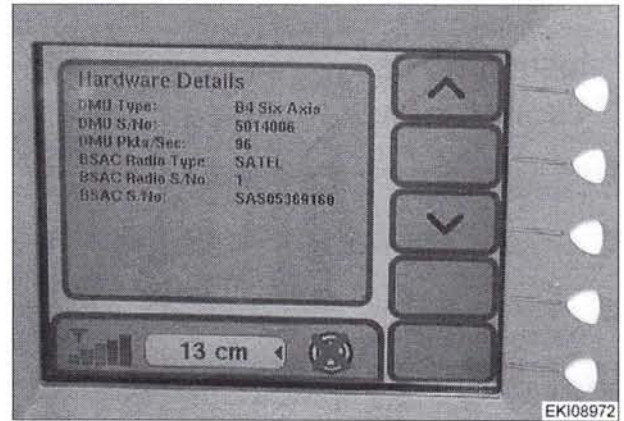 Hardware Details
DMU Type: B4 Six Axis
DMU S/No: 5014006
DMU Pkts/Sec: 96
BSAC Radio Type: SATEL
BSAC Radio S/No: 1
BSAC S/No: SAS05369160
13 cm
EKI08972